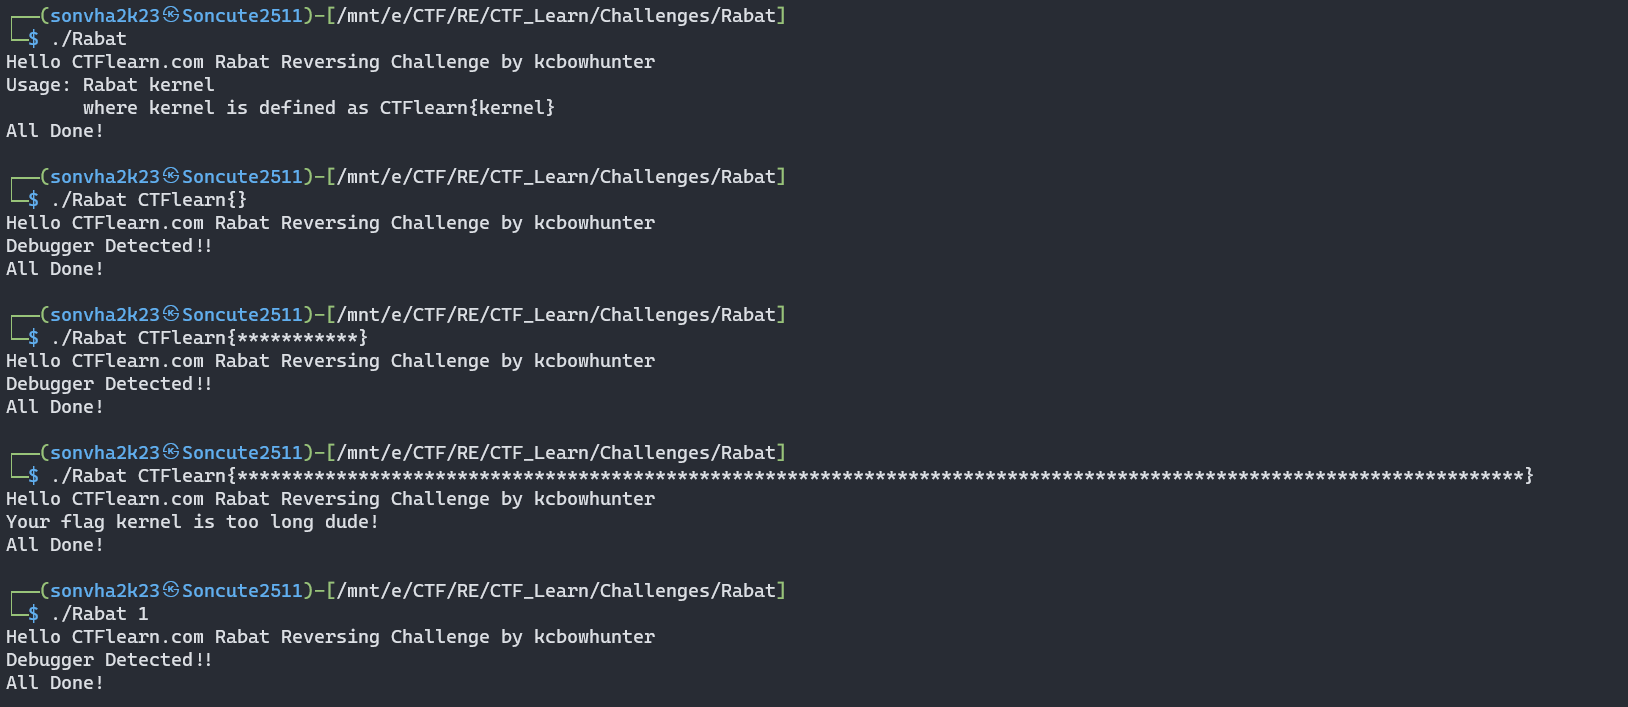 ┌──(sonvha2k23㉿Soncute2511)-[/mnt/e/CTF/RE/CTF_Learn/Challenges/Rabat]
└─$ ./Rabat
Hello CTFlearn.com Rabat Reversing Challenge by kcbowhunter
Usage: Rabat kernel
       where kernel is defined as CTFlearn{kernel}
All Done!
┌──(sonvha2k23㉿Soncute2511)-[/mnt/e/CTF/RE/CTF_Learn/Challenges/Rabat]
└─$ ./Rabat CTFlearn{}
Hello CTFlearn.com Rabat Reversing Challenge by kcbowhunter
Debugger Detected!!
All Done!
┌──(sonvha2k23㉿Soncute2511)-[/mnt/e/CTF/RE/CTF_Learn/Challenges/Rabat]
└─$ ./Rabat CTFlearn{***********}
Hello CTFlearn.com Rabat Reversing Challenge by kcbowhunter
Debugger Detected!!
All Done!
┌──(sonvha2k23㉿Soncute2511)-[/mnt/e/CTF/RE/CTF_Learn/Challenges/Rabat]
└─$ ./Rabat CTFlearn{*********************************************************************************************************************}
Hello CTFlearn.com Rabat Reversing Challenge by kcbowhunter
Your flag kernel is too long dude!
All Done!
┌──(sonvha2k23㉿Soncute2511)-[/mnt/e/CTF/RE/CTF_Learn/Challenges/Rabat]
└─$ ./Rabat 1
Hello CTFlearn.com Rabat Reversing Challenge by kcbowhunter
Debugger Detected!!
All Done!